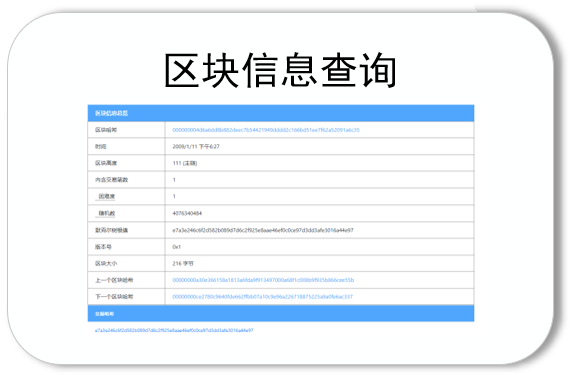 区块信息查询
区块信息总览
区块哈希
时间 2009/1/11 下午6:27
区块高度 111 (主链)
内含交易笔数 1
困难度 1
随机数 4076340484
默克尔树根值 e7a3e246c6f2d582b089d7d6c2f925e8aae46ef0c0ce97d3dd3afe3016a44e97
版本号 0x1
区块大小 216 字节
上一个区块哈希
下一个区块哈希
交易哈希
e7a3e246c6f2d582b089d7d6c2f925e8aae46ef0c0ce97d3dd3afe3016a44e97